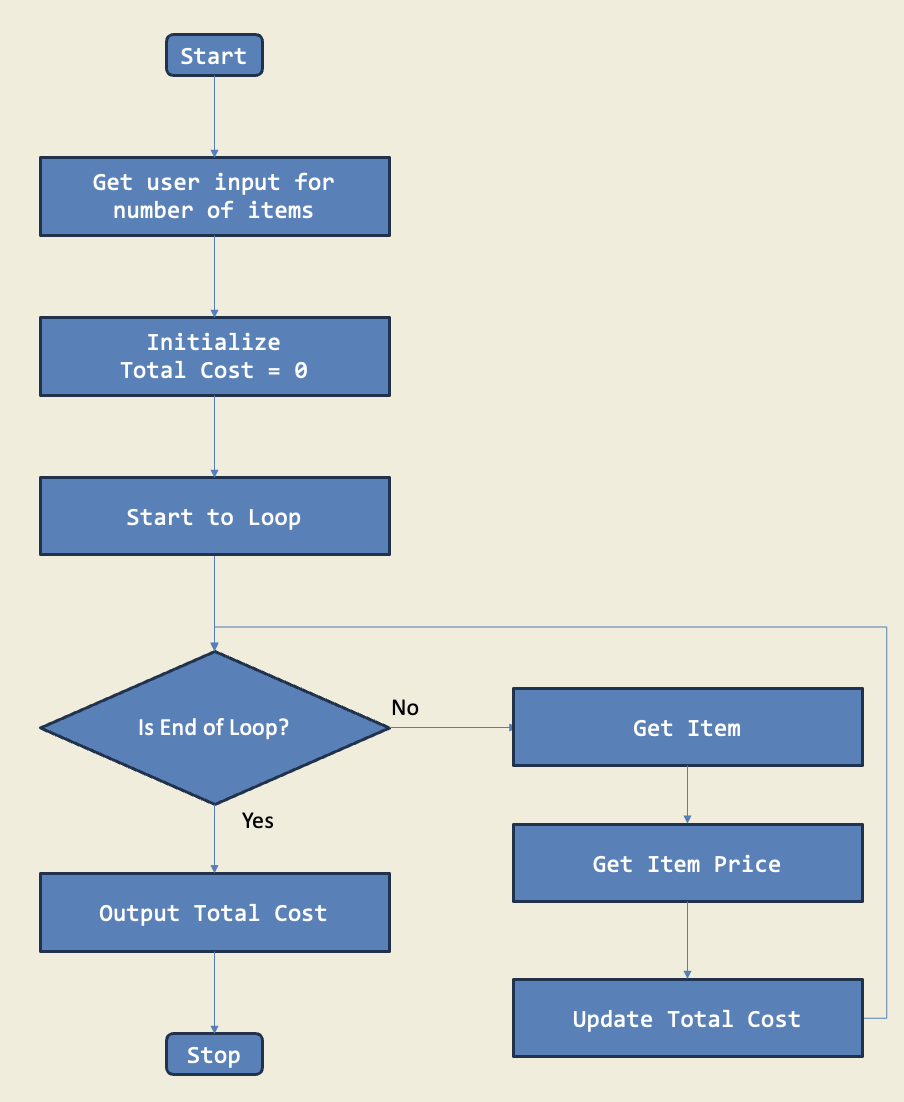 Start
Get user input for
number of items
Initialize
Total Cost = 0
Start to Loop
Is End of Loop?
No
Get Item
Yes
Get Item Price
Output Total Cost
Update Total Cost
Stop